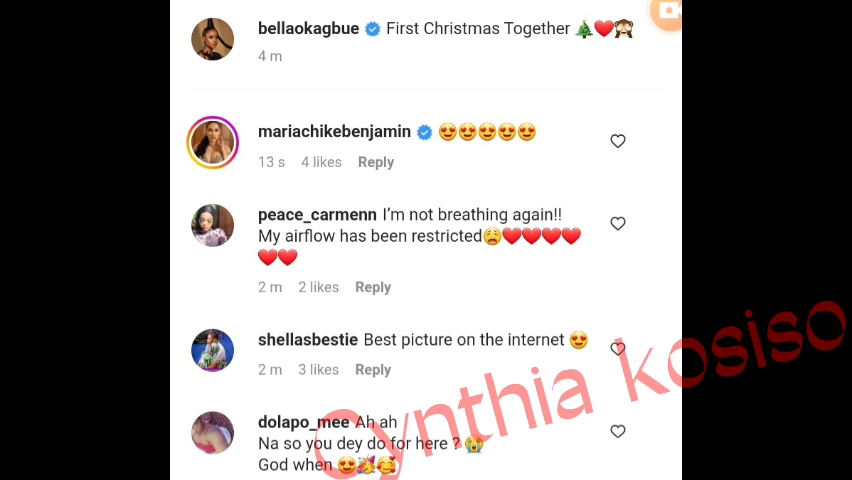 bellaokagbue First Christmas Together 🎄❤️🙈
4 m
mariachikebenjamin 😍😍😍😍😍
13 s 4 likes Reply
peace_carmenn I'm not breathing again!!
My airflow has been restricted😩❤️❤️❤️❤️
❤️❤️
2 m 2 likes Reply
shellasbestie Best picture on the internet 😍
2 m 3 likes Reply
dolapo_mee Ah ah
Na so you dey do for here ? 😭
God when 😍🥳🥰
Cynthia kosiso